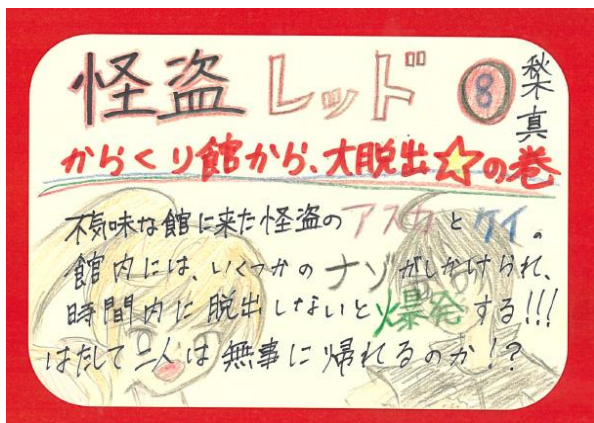 怪盗レッド⑧
秋木真
からくり館から、大脱出☆の巻
不気味な館に来た怪盗のアスカとケイ。
館内には、いくつかのナゾがしかけられ、
時間内に脱出しないと爆発する!!!
はたして二人は無事に帰れるのか!?